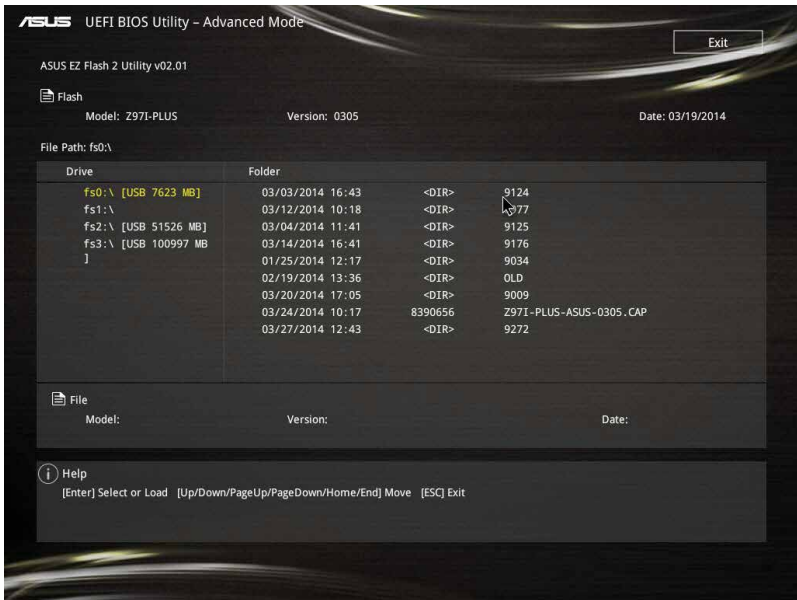 ASUS UEFI BIOS Utility – Advanced Mode
Exit
ASUS EZ Flash 2 Utility v02.01
Flash
Model: Z97I-PLUS Version: 0305 Date: 03/19/2014
File Path: fs0:\
Drive Folder
fs0:\ [USB 7623 MB] 03/03/2014 16:43 <DIR> 9124
fs1:\ 03/12/2014 10:18 <DIR>
fs2:\ [USB 51526 MB] 03/04/2014 11:41 <DIR> 9125
fs3:\ [USB 100997 MB 03/14/2014 16:41 <DIR> 9176
] 01/25/2014 12:17 <DIR> 9034
02/19/2014 13:36 <DIR> OLD
03/20/2014 17:05 <DIR> 9009
03/24/2014 10:17 8390656 Z97I-PLUS-ASUS-0305.CAP
03/27/2014 12:43 <DIR> 9272
File
Model: Version: Date:
i Help
[Enter] Select or Load [Up/Down/PageUp/PageDown/Home/End] Move [ESC] Exit